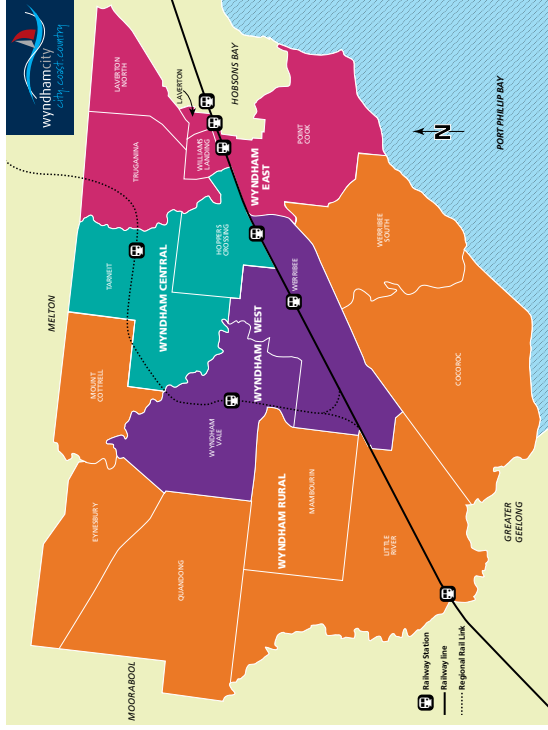 wyndhamcity
city. coast. country
MELTON
MOORABOOL
EYNESBURY
MOUNT
COTTRELL
TARNEIT
TRUGANINA
LAVERTON
NORTH
LAVERTON
WILLIAMS
LANDING
HOBSONS BAY
QUANDONG
WYNDHAM
VALE
WYNDHAM CENTRAL
HOPPERS
CROSSING
WYNDHAM
EAST
POINT
COOK
WYNDHAM RURAL
MAMBOURIN
WYNDHAM WEST
WERRIBEE
LITTLE
RIVER
COCOROC
WERRIBEE
SOUTH
GREATER
GEELONG
PORT PHILLIP BAY
N
Railway Station
Railway line
Regional Rail Link